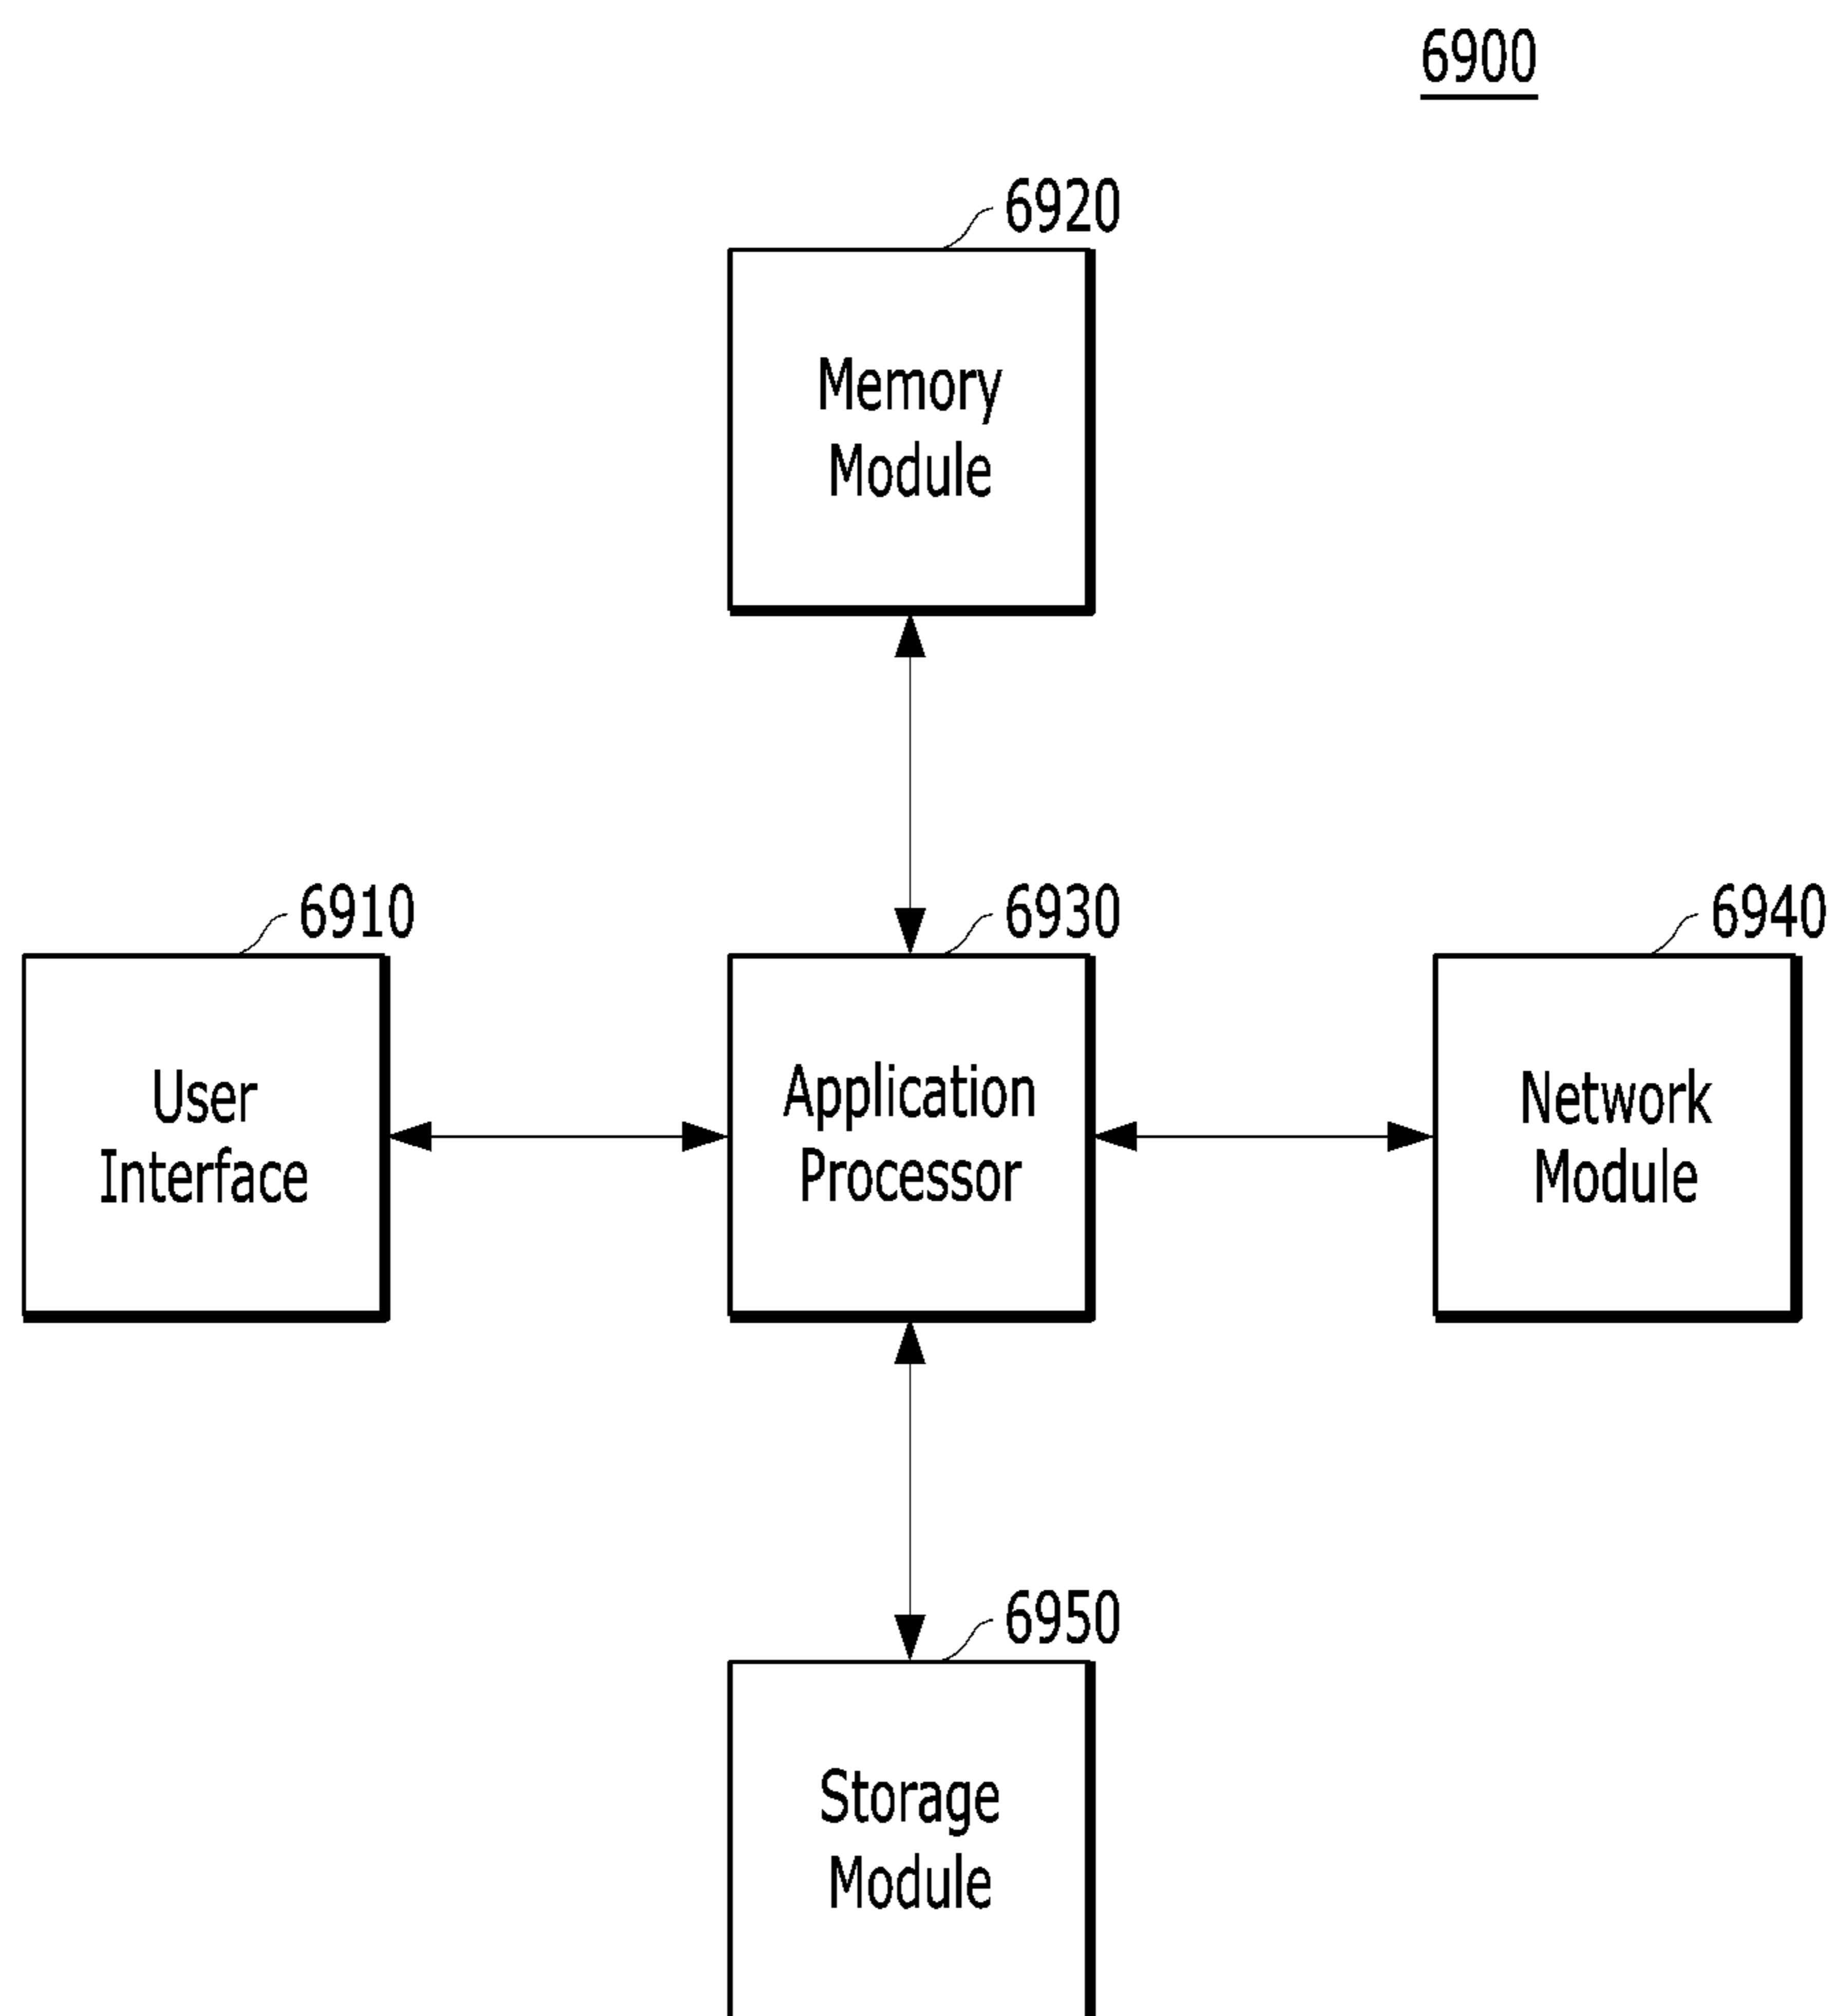 6900
6920
Memory
Module
6910
6930
6940
User
Interface
Application
Processor
Network
Module
6950
Storage
Module